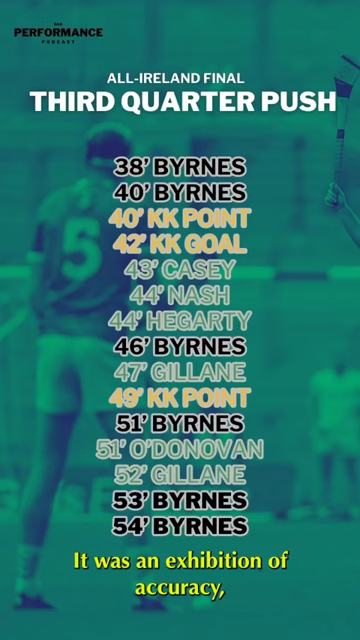 GAA
PERFORMANCE
PODCAST
ALL-IRELAND FINAL
THIRD QUARTER PUSH
38' BYRNES
40' BYRNES
40' KK POINT
42' KK GOAL
43' CASEY
44' NASH
44' HEGARTY
46' BYRNES
47' GILLANE
49' KK POINT
51' BYRNES
51' O'DONOVAN
52' GILLANE
53' BYRNES
54' BYRNES
5
It was an exhibition of
accuracy,